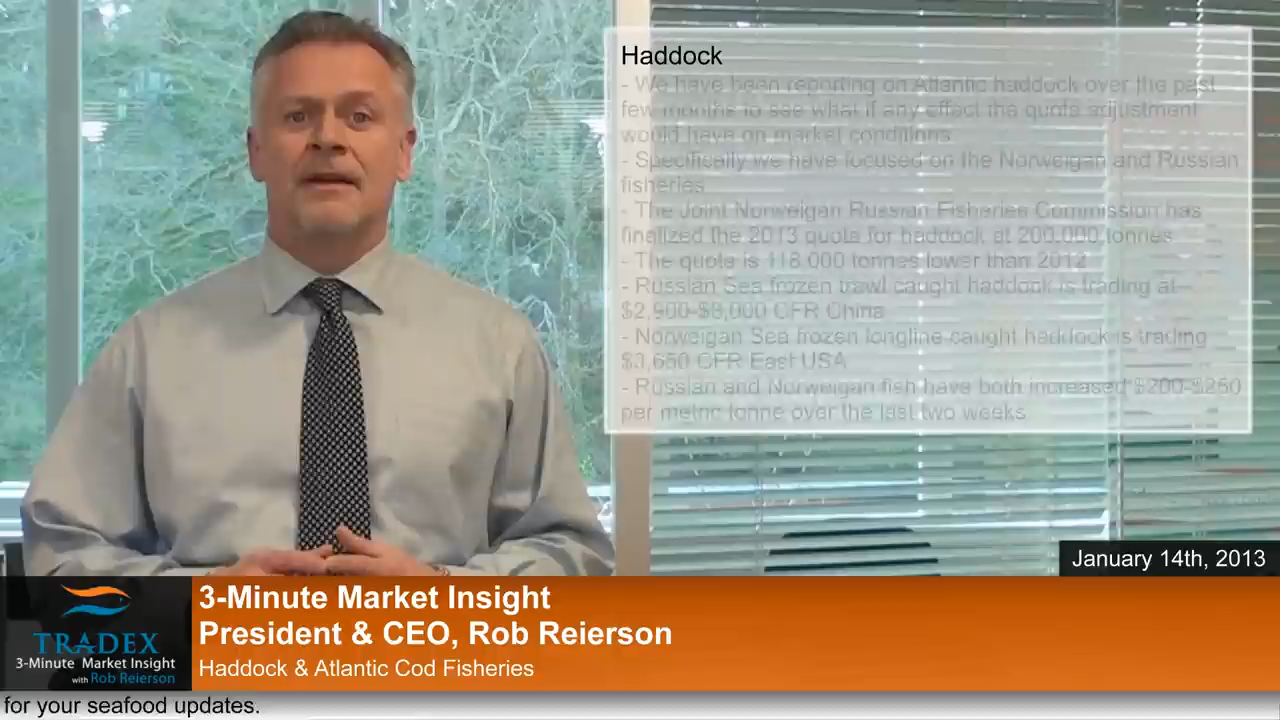 Haddock
- We have been reporting on Atlantic haddock over the past
few months to see what if any effect the quota adjustment
would have on market conditions
- Specifically we have focused on the Norweigan and Russian
fisheries
- The Joint Norweigan Russian Fisheries Commission has
finalized the 2013 quota for haddock at 200,000 tonnes
- The quote is 118,000 tonnes lower than 2012
- Russian Sea frozen trawl caught haddock is trading at
CFR China
- Norweigan Sea frozen longline caught haddock is trading
$3,650 CFR East USA
- Russian and Norweigan fish have both increased $200-$250
per metric tonne over the last two weeks
January 14th, 2013
3-Minute Market Insight
President & CEO, Rob Reierson
Haddock & Atlantic Cod Fisheries
TRADEX
3-Minute Market Insight
with Rob Reierson
for your seafood updates.